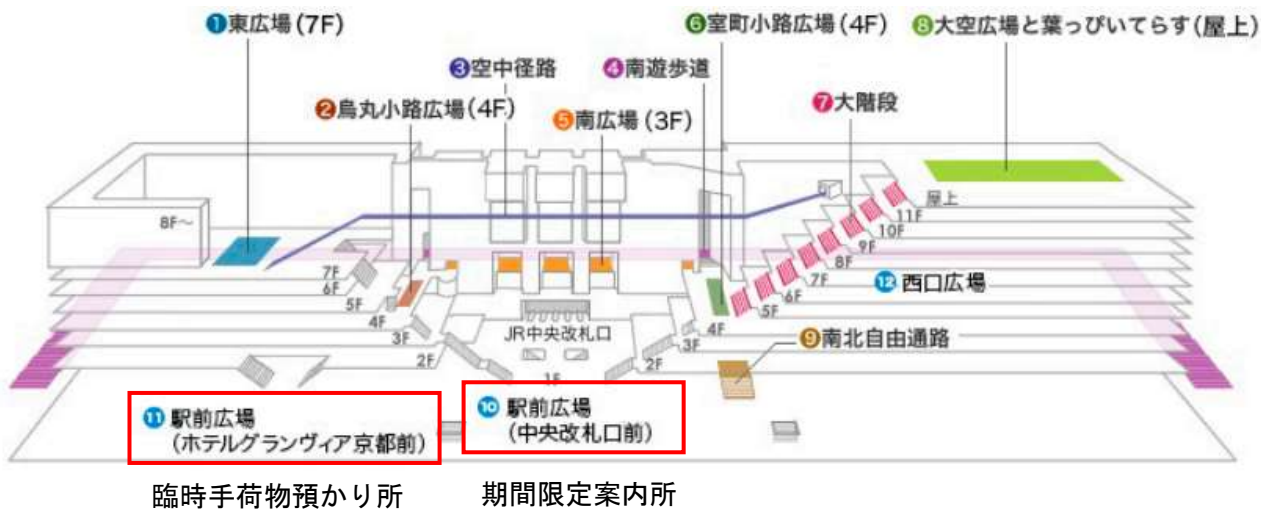 ❶東広場(7F)
❻室町小路広場(4F)
❽大空広場と葉っぴいてらす(屋上)
❸空中径路
❹南遊歩道
❷烏丸小路広場(4F)
❺南広場(3F)
❼大階段
8F〜
屋上
11F
10F
9F
8F
7F
6F
5F
4F
3F
2F
7F
6F
5F
4F
3F
2F
1F
JR中央改札口
⓬西口広場
❾南北自由通路
⓫駅前広場
(ホテルグランヴィア京都前)
❿駅前広場
(中央改札口前)
臨時手荷物預かり所
期間限定案内所